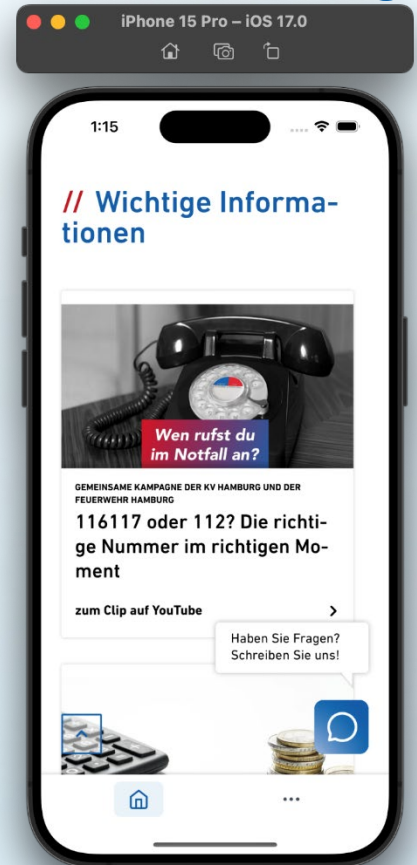 iPhone 15 Pro – iOS 17.0
1:15
// Wichtige Informa-
tionen
Wen rufst du
im Notfall an?
GEMEINSAME KAMPAGNE DER KV HAMBURG UND DER
FEUERWEHR HAMBURG
116117 oder 112? Die richti-
ge Nummer im richtigen Mo-
ment
zum Clip auf YouTube
Haben Sie Fragen?
Schreiben Sie uns!